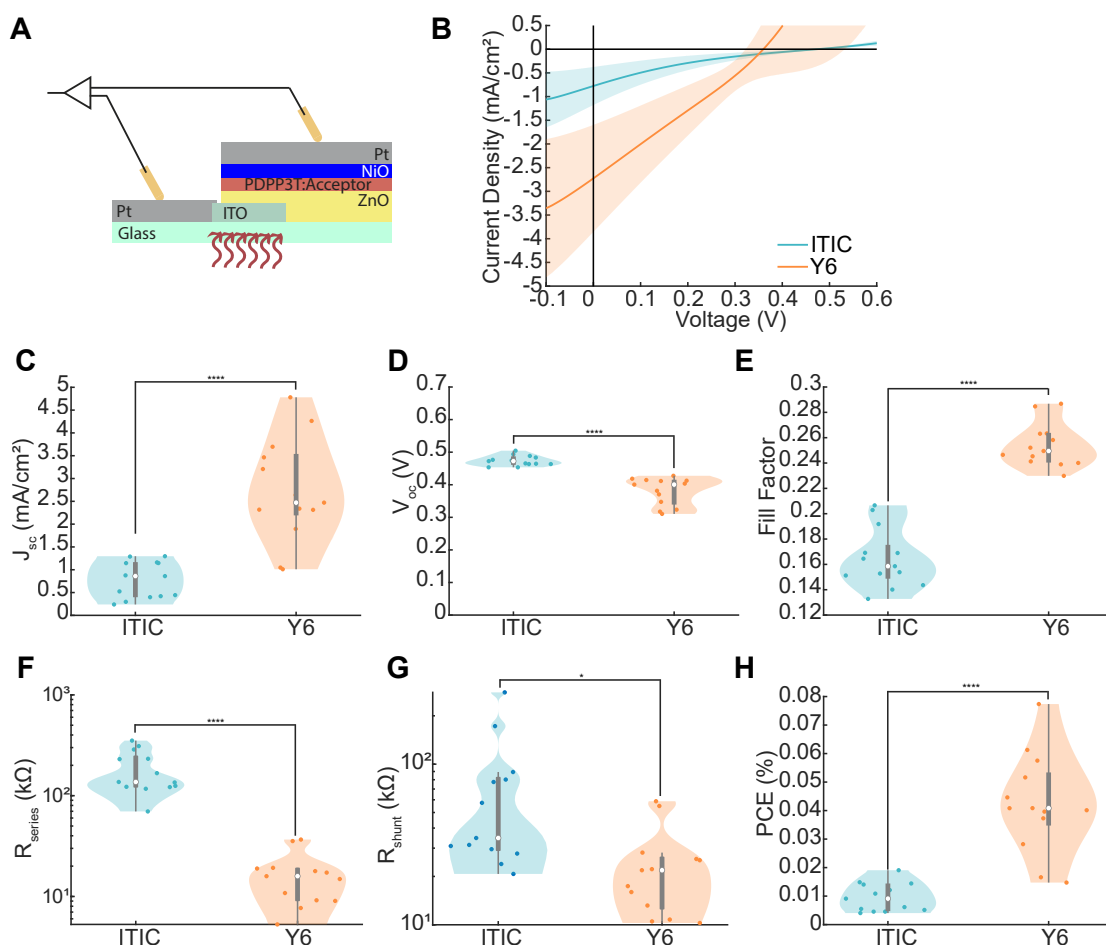 A
Pt
NiO
PDPP3T:Acceptor
ZnO
Pt
ITO
Glass
B
Current Density (mA/cm²)
0.5
0
-0.5
-1
-1.5
-2
-2.5
-3
-3.5
-4
-4.5
-5
-0.1 0 0.1 0.2 0.3 0.4 0.5 0.6
Voltage (V)
ITIC
Y6
C
****
J_sc (mA/cm²)
5
4.5
4
3.5
3
2.5
2
1.5
1
0.5
0
ITIC Y6
D
****
V_oc (V)
0.7
0.6
0.5
0.4
0.3
0.2
0.1
0
ITIC Y6
E
****
Fill Factor
0.3
0.28
0.26
0.24
0.22
0.2
0.18
0.16
0.14
0.12
ITIC Y6
F
****
R_series (kΩ)
10³
10²
10¹
ITIC Y6
G
*
R_shunt (kΩ)
10²
10¹
ITIC Y6
H
****
PCE (%)
0.08
0.07
0.06
0.05
0.04
0.03
0.02
0.01
0
ITIC Y6